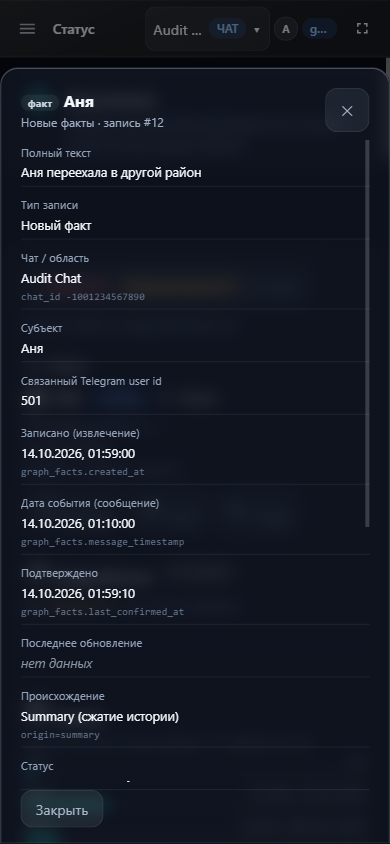 Статус
Audit ... ЧАТ
A
g...
факт Аня
Новые факты · запись #12
Полный текст
Аня переехала в другой район
Тип записи
Новый факт
Чат / область
Audit Chat
chat_id -1001234567890
Субъект
Аня
Связанный Telegram user id
501
Записано (извлечение)
14.10.2026, 01:59:00
graph_facts.created_at
Дата события (сообщение)
14.10.2026, 01:10:00
graph_facts.message_timestamp
Подтверждено
14.10.2026, 01:59:10
graph_facts.last_confirmed_at
Последнее обновление
нет данных
Происхождение
Summary (сжатие истории)
origin=summary
Статус
Закрыть